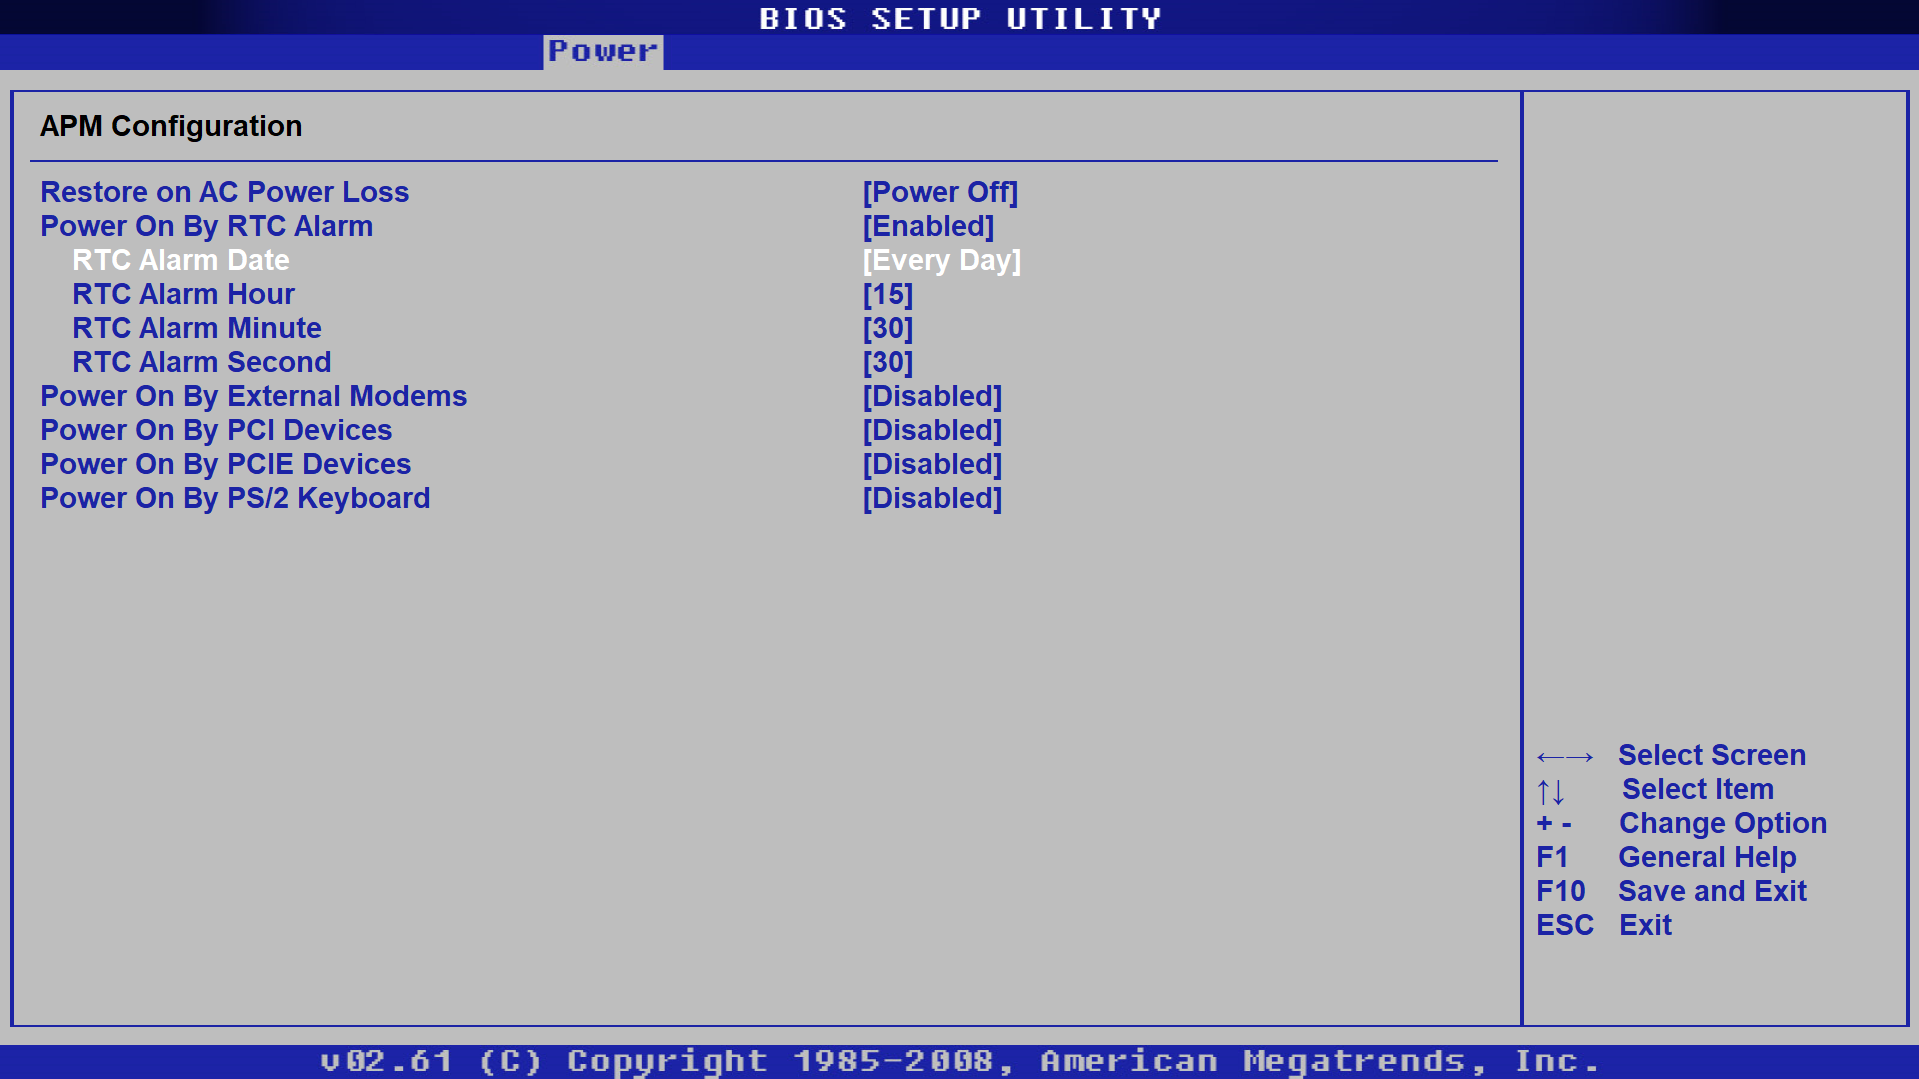 BIOS SETUP UTILITY
Power
APM Configuration
Restore on AC Power Loss [Power Off]
Power On By RTC Alarm [Enabled]
RTC Alarm Date [Every Day]
RTC Alarm Hour [15]
RTC Alarm Minute [30]
RTC Alarm Second [30]
Power On By External Modems [Disabled]
Power On By PCI Devices [Disabled]
Power On By PCIE Devices [Disabled]
Power On By PS/2 Keyboard [Disabled]
←→ Select Screen
↑↓ Select Item
+ - Change Option
F1 General Help
F10 Save and Exit
ESC Exit
v02.61 (C) Copyright 1985-2008, American Megatrends, Inc.